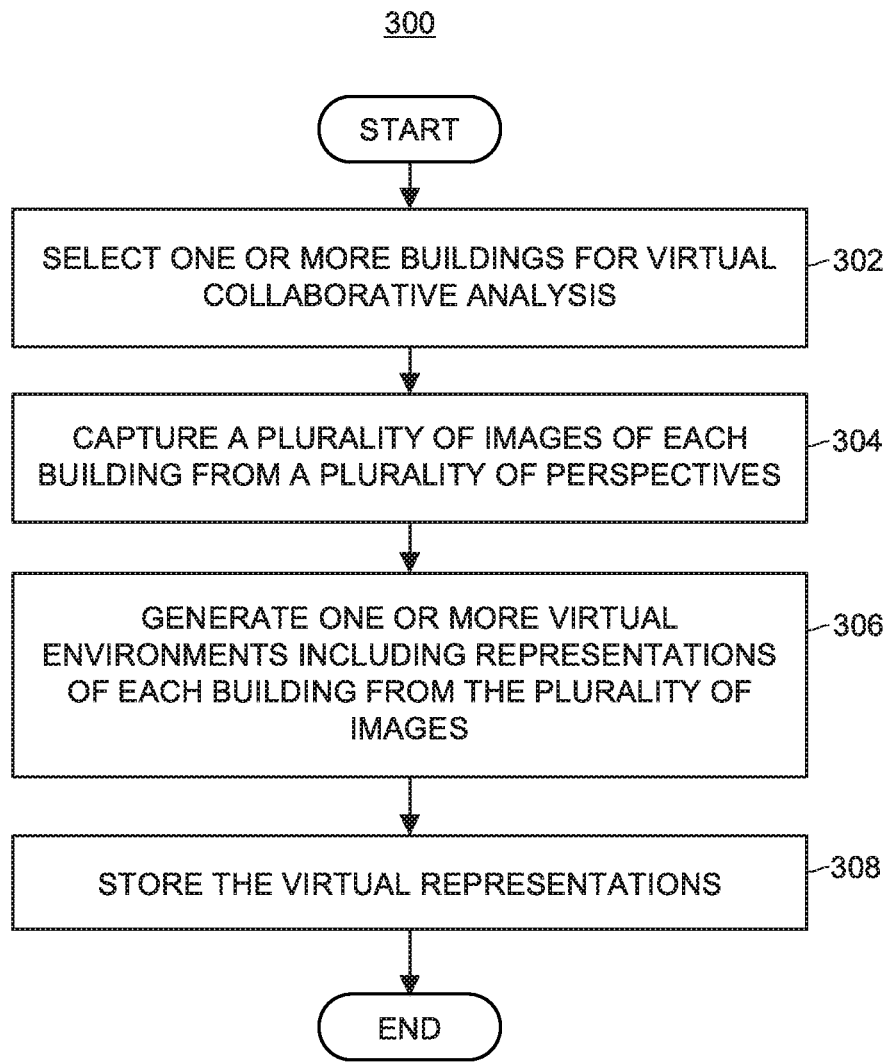 300
START
SELECT ONE OR MORE BUILDINGS FOR VIRTUAL
COLLABORATIVE ANALYSIS
302
CAPTURE A PLURALITY OF IMAGES OF EACH
BUILDING FROM A PLURALITY OF PERSPECTIVES
304
GENERATE ONE OR MORE VIRTUAL
ENVIRONMENTS INCLUDING REPRESENTATIONS
OF EACH BUILDING FROM THE PLURALITY OF
IMAGES
306
STORE THE VIRTUAL REPRESENTATIONS
308
END